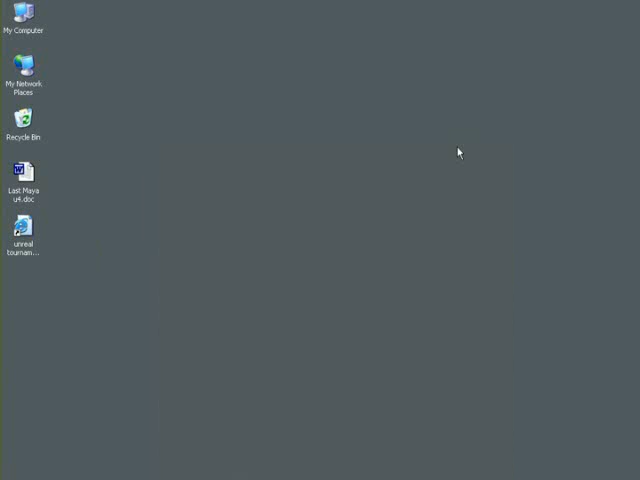 My Computer
My Network
Places
Recycle Bin
Last Maya
u4.doc
unreal
tournam...